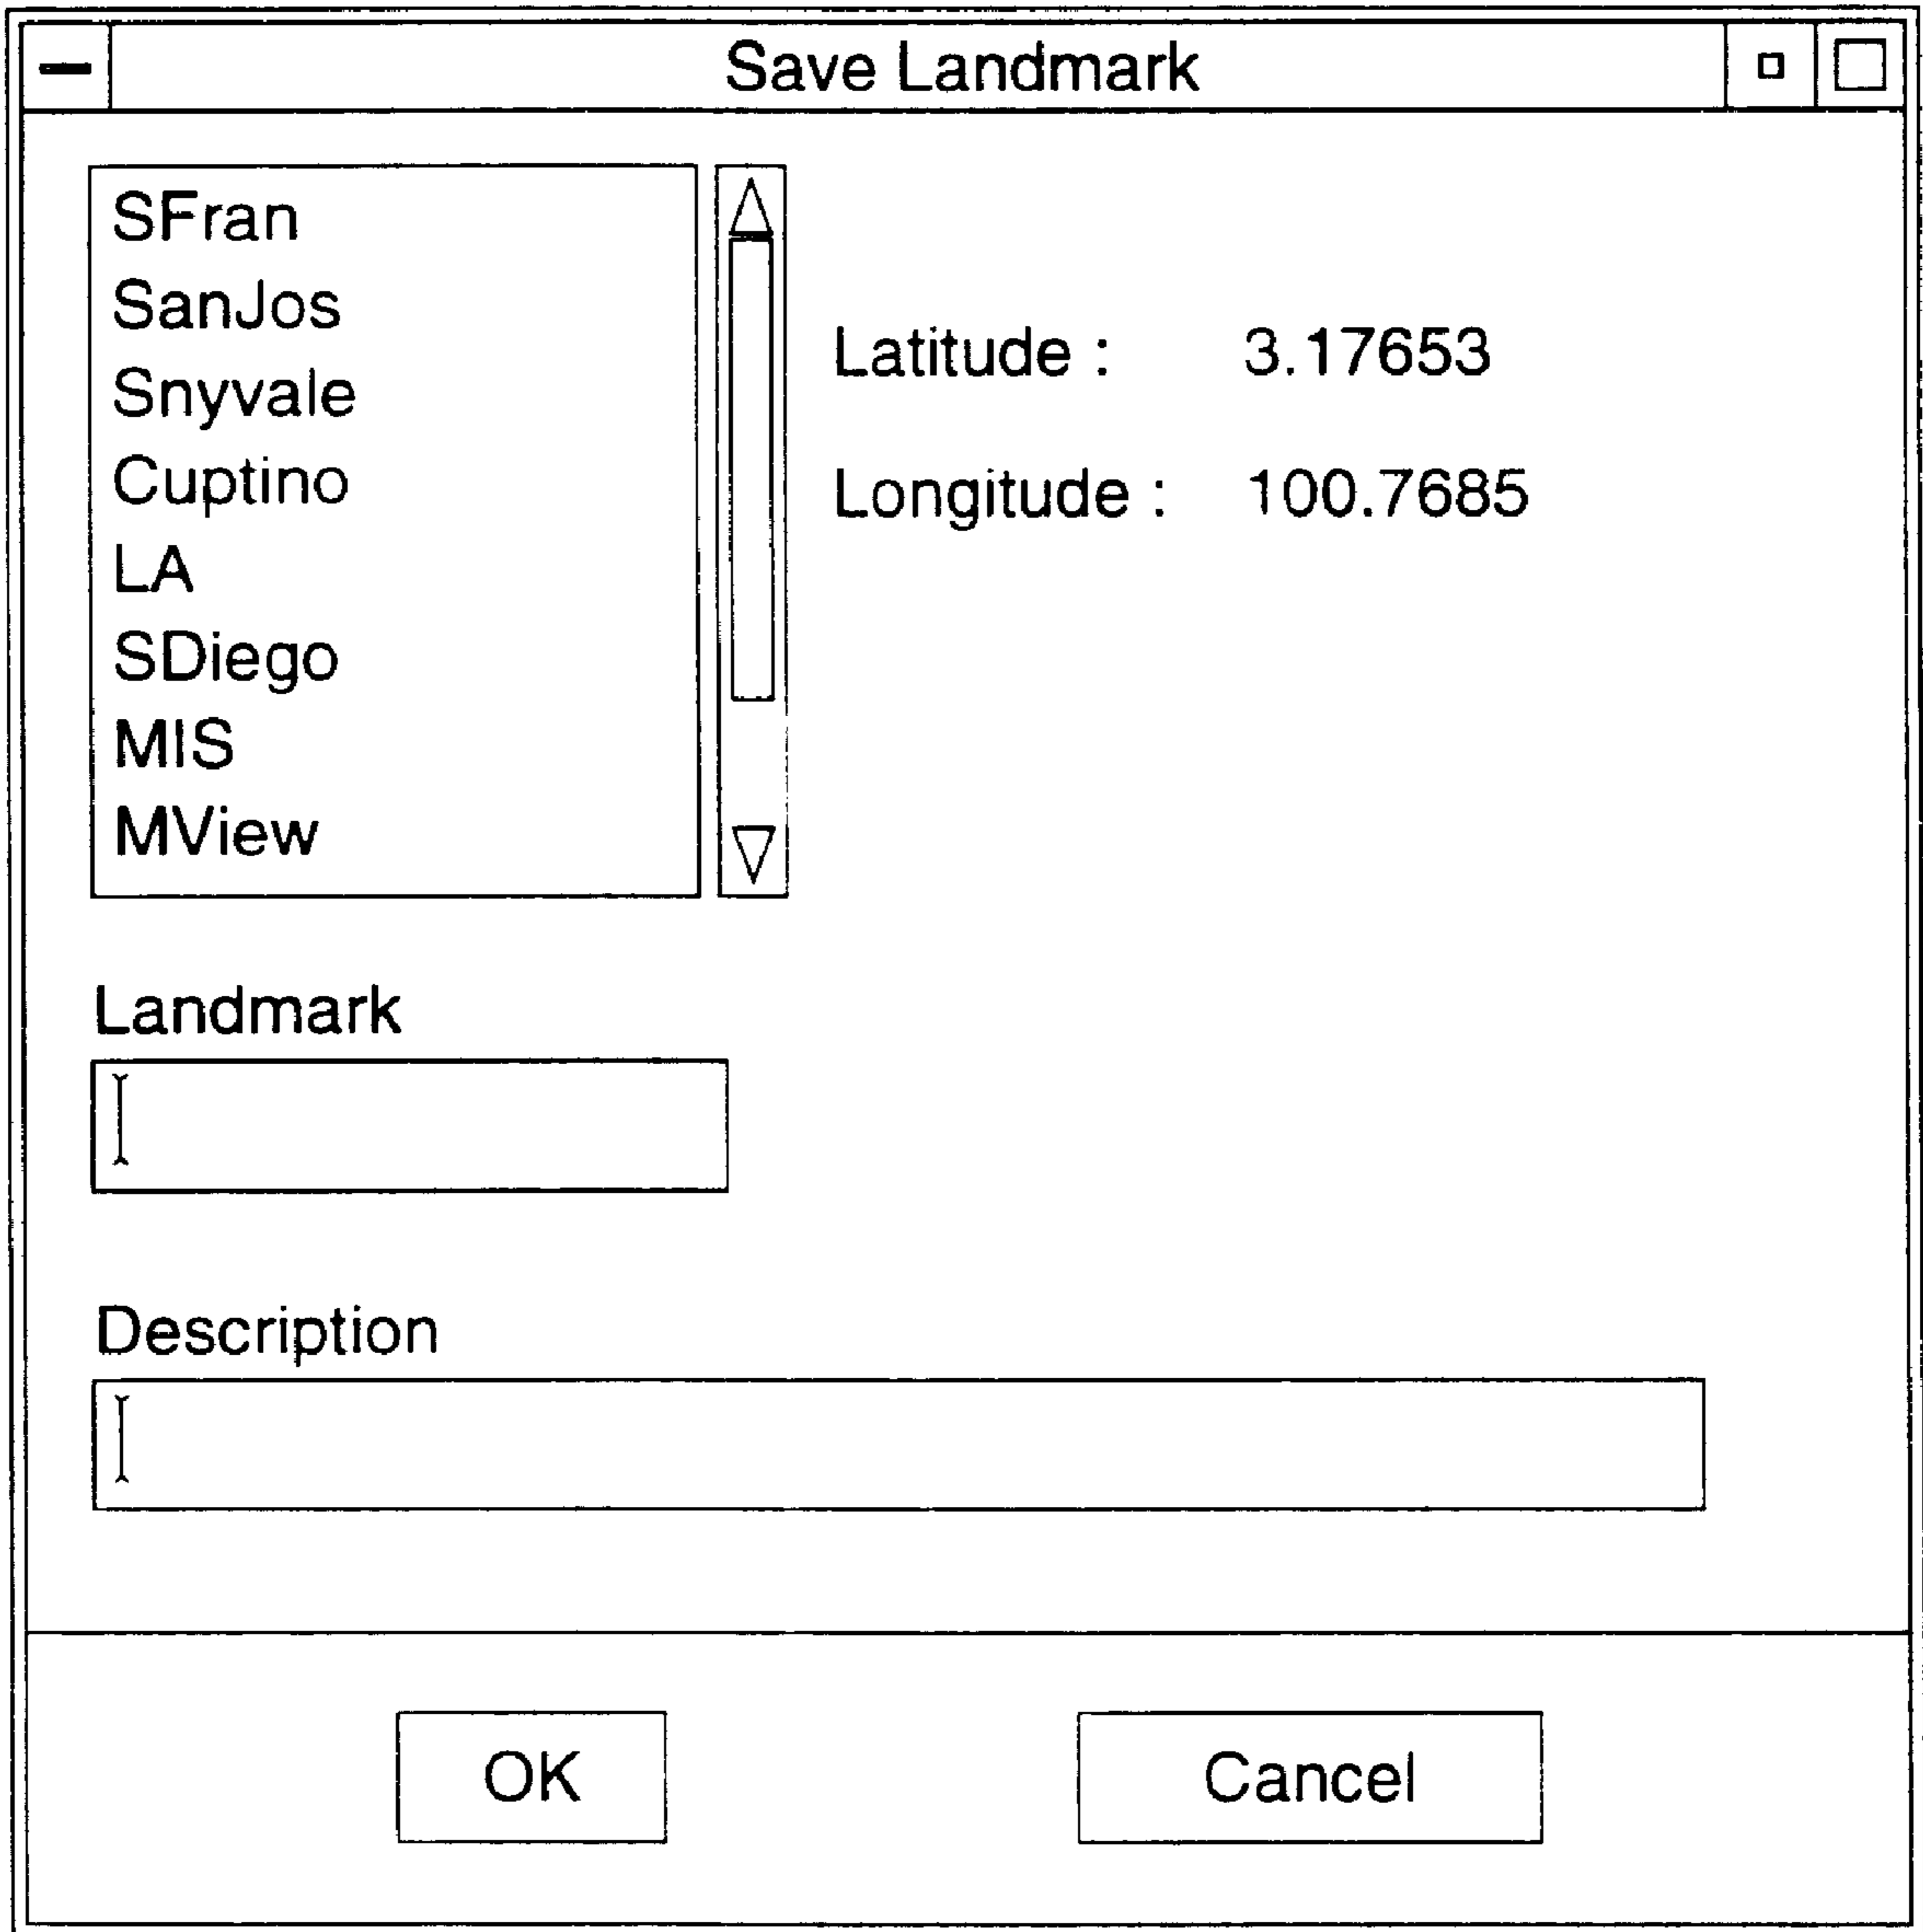 Save Landmark
SFran
SanJos
Snyvale
Cuptino
LA
SDiego
MIS
MView
Latitude : 3.17653
Longitude : 100.7685
Landmark
Description
OK
Cancel